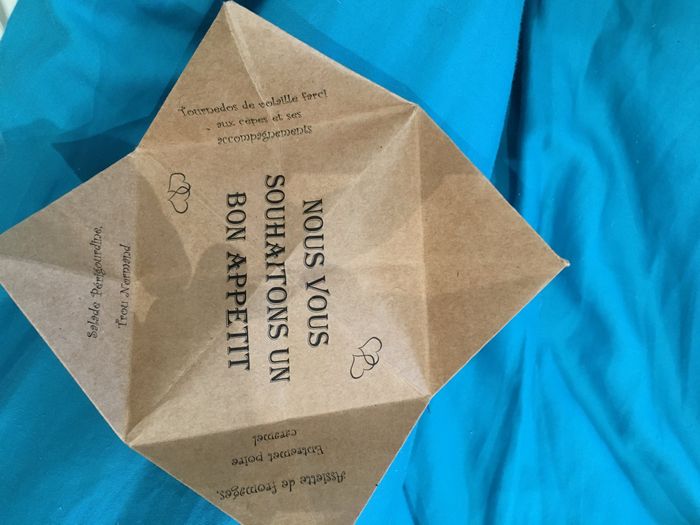 NOUS VOUS
SOUHAITONS UN
BON APPETIT
Salade Périgourdine,
Trou Normand
Tournedos de volaille farci
aux cèpes et ses
accompagnements
Assiette de fromages,
Entremet poire
caramel